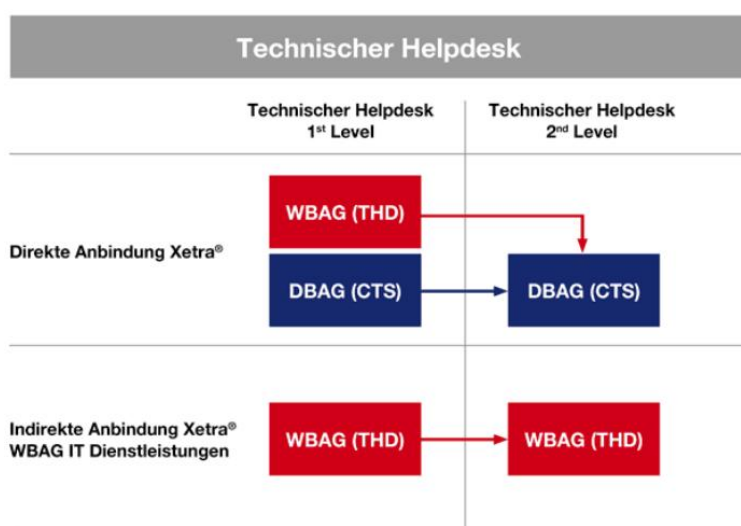 Technischer Helpdesk
Technischer Helpdesk
1st Level
Technischer Helpdesk
2nd Level
Direkte Anbindung Xetra®
WBAG (THD)
DBAG (CTS)
DBAG (CTS)
Indirekte Anbindung Xetra®
WBAG IT Dienstleistungen
WBAG (THD)
WBAG (THD)